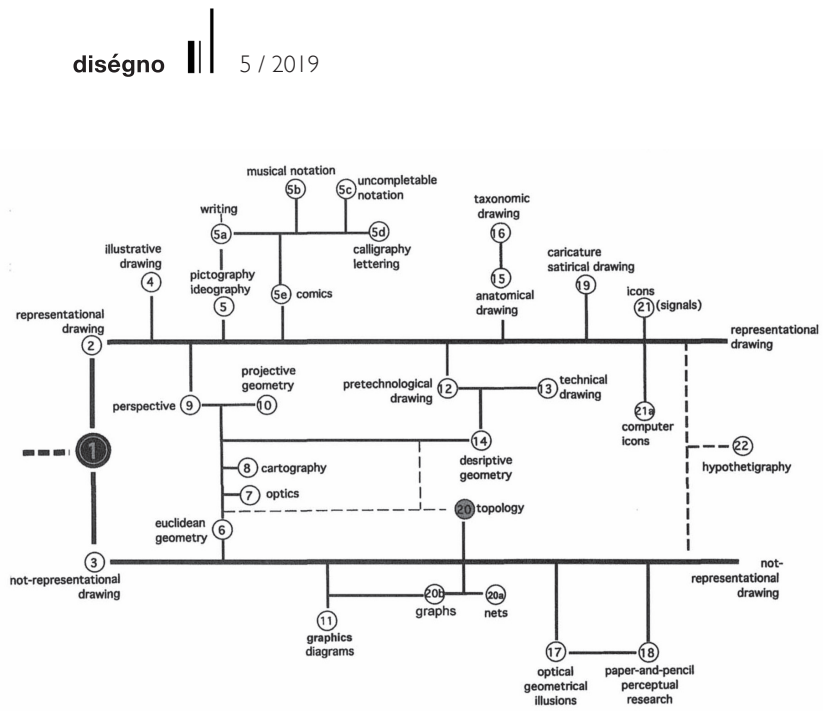 diségno 5 / 2019
musical notation
5b
5c
uncompletable
notation
writing
5a
5d
calligraphy
lettering
taxonomic
drawing
16
illustrative
drawing
4
pictography
ideography
5
5e
comics
15
anatomical
drawing
caricature
satirical drawing
19
icons
21
(signals)
representational
drawing
2
representational
drawing
perspective
9
projective
geometry
10
pretechnological
drawing
12
13
technical
drawing
21a
computer
icons
1
14
desriptive
geometry
22
hypothetigraphy
8
cartography
7
optics
euclidean
geometry
6
20
topology
3
not-representational
drawing
not-
representational
drawing
11
graphics
diagrams
20b
graphs
20a
nets
17
optical
geometrical
illusions
18
paper-and-pencil
perceptual
research